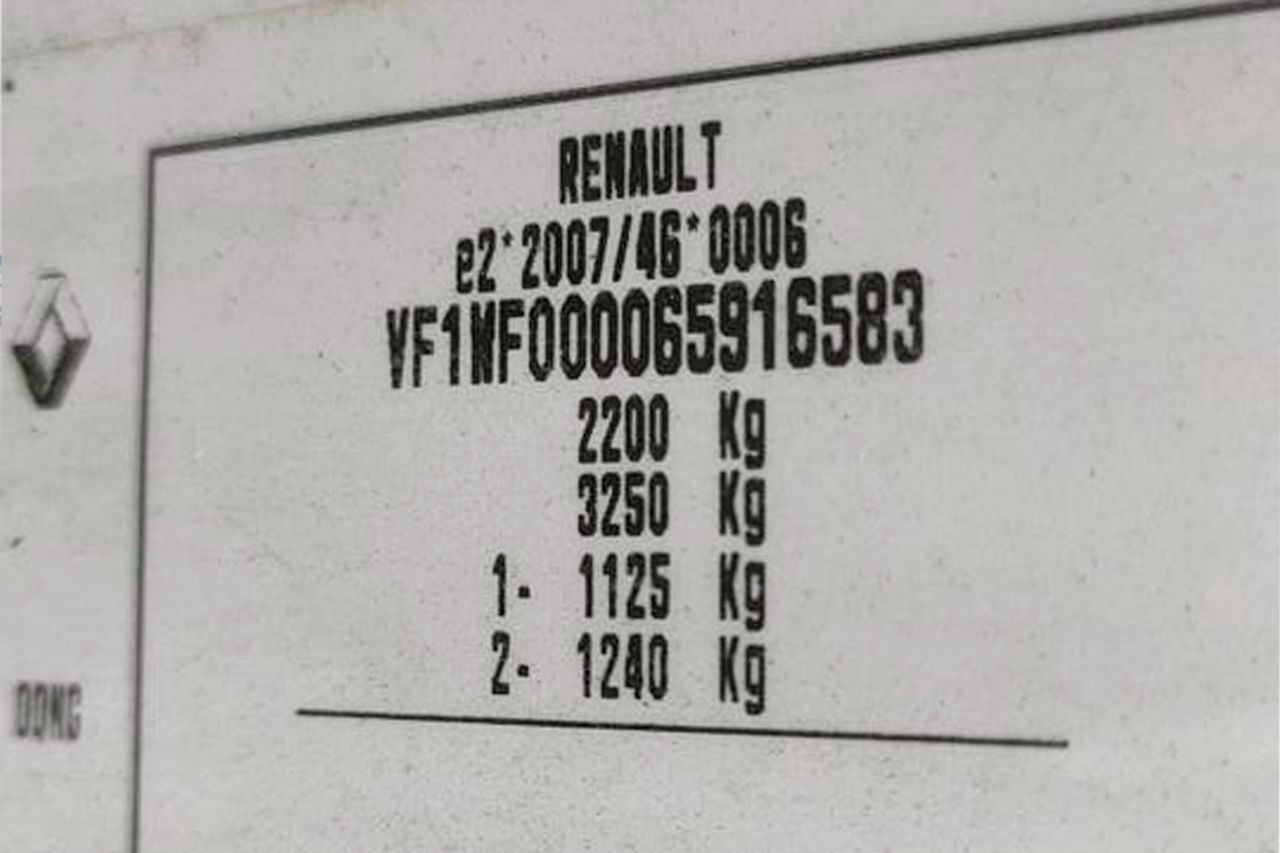 RENAULT
e2*2007/46*0006
VF1MF000065916583
2200 Kg
3250 Kg
1- 1125 Kg
2- 1240 Kg